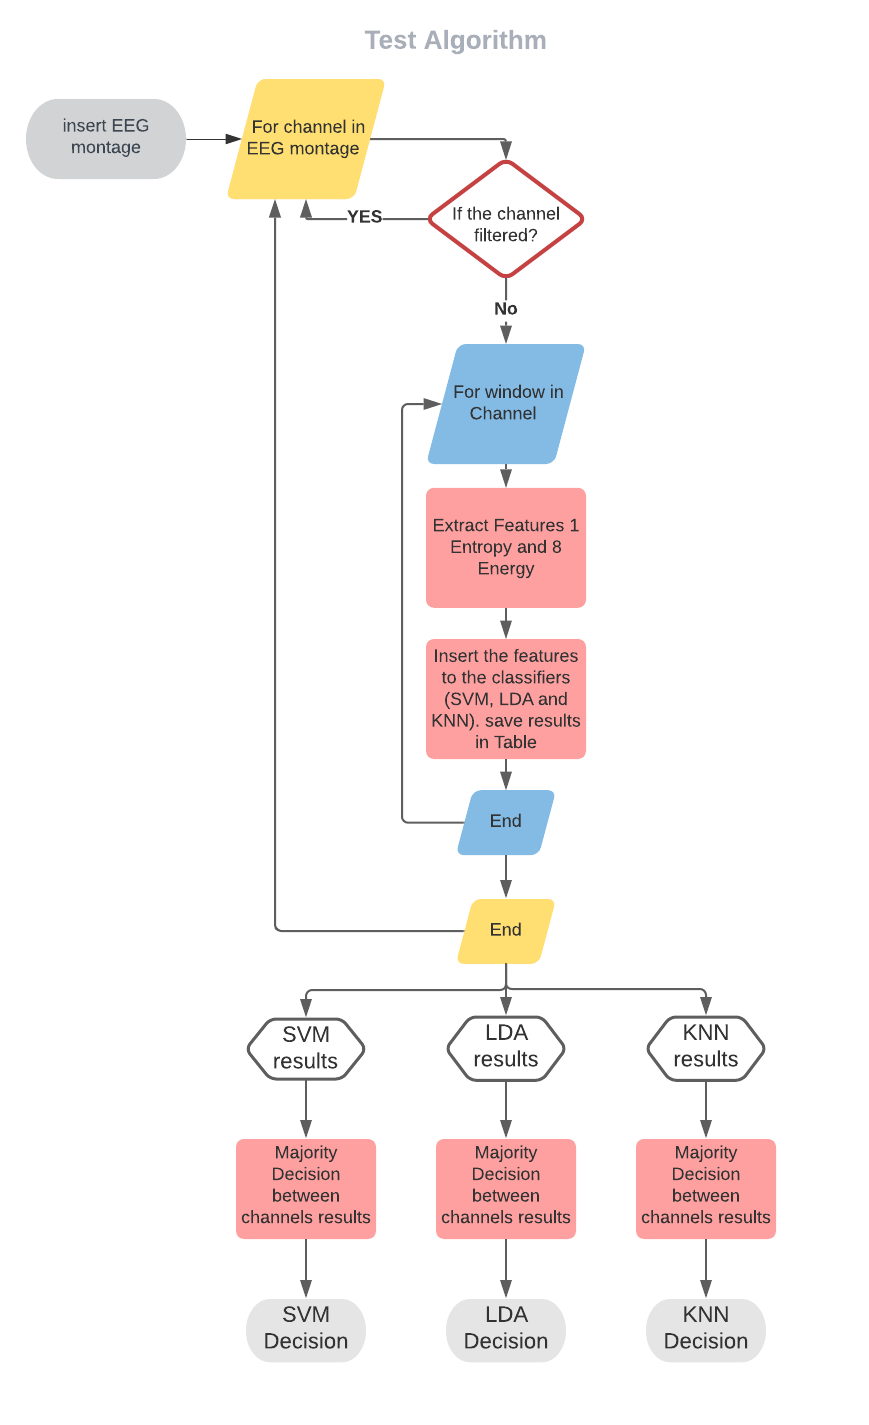 Test Algorithm
insert EEG
montage
For channel in
EEG montage
If the channel
filtered?
YES
No
For window in
Channel
Extract Features 1
Entropy and 8
Energy
Insert the features
to the classifiers
(SVM, LDA and
KNN). save results
in Table
End
End
SVM
results
LDA
results
KNN
results
Majority
Decision
between
channels results
Majority
Decision
between
channels results
Majority
Decision
between
channels results
SVM
Decision
LDA
Decision
KNN
Decision